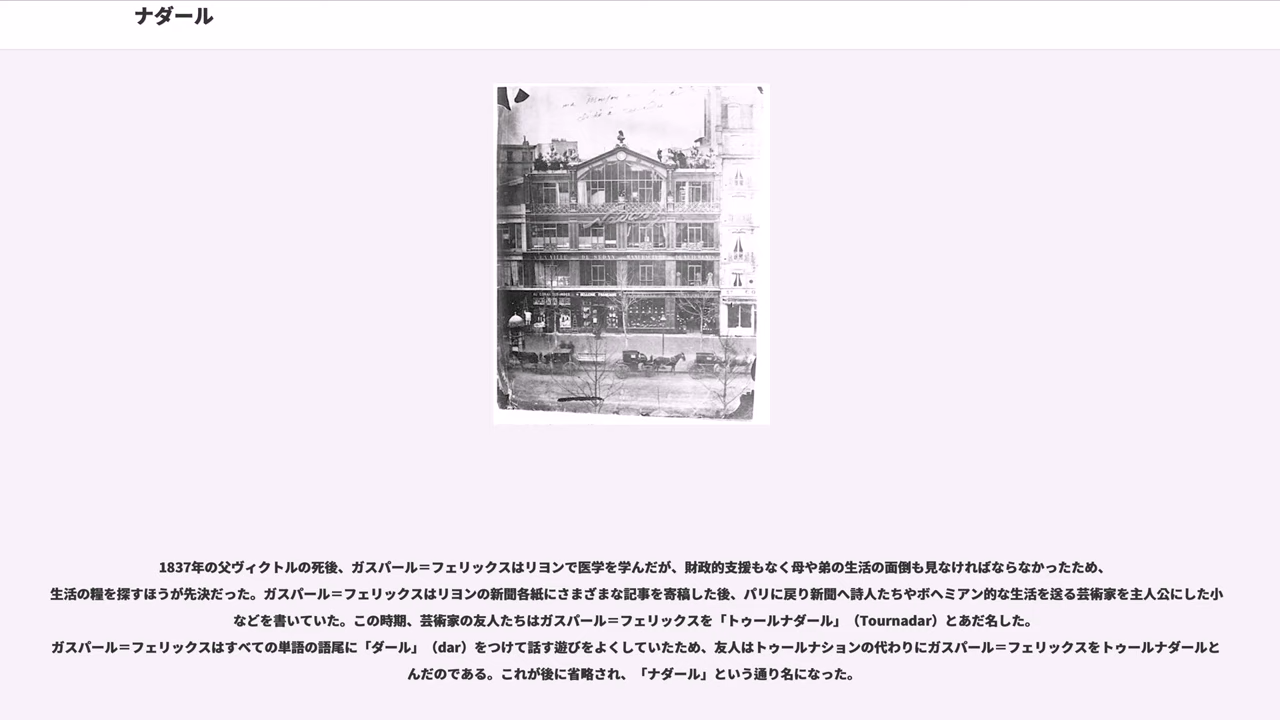 ナダール
1837年の父ヴィクトルの死後、ガスパール＝フェリックスはリヨンで医学を学んだが、財政的支援もなく母や弟の生活の面倒も見なければならなかったため、
生活の糧を探すほうが先決だった。ガスパール＝フェリックスはリヨンの新聞各紙にさまざまな記事を寄稿した後、パリに戻り新聞へ詩人たちやボヘミアン的な生活を送る芸術家を主人公にした小
などを書いていた。この時期、芸術家の友人たちはガスパール＝フェリックスを「トゥールナダール」（Tournadar）とあだ名した。
ガスパール＝フェリックスはすべての単語の語尾に「ダール」（dar）をつけて話す遊びをよくしていたため、友人はトゥールナションの代わりにガスパール＝フェリックスをトゥールナダールと
んだのである。これが後に省略され、「ナダール」という通り名になった。